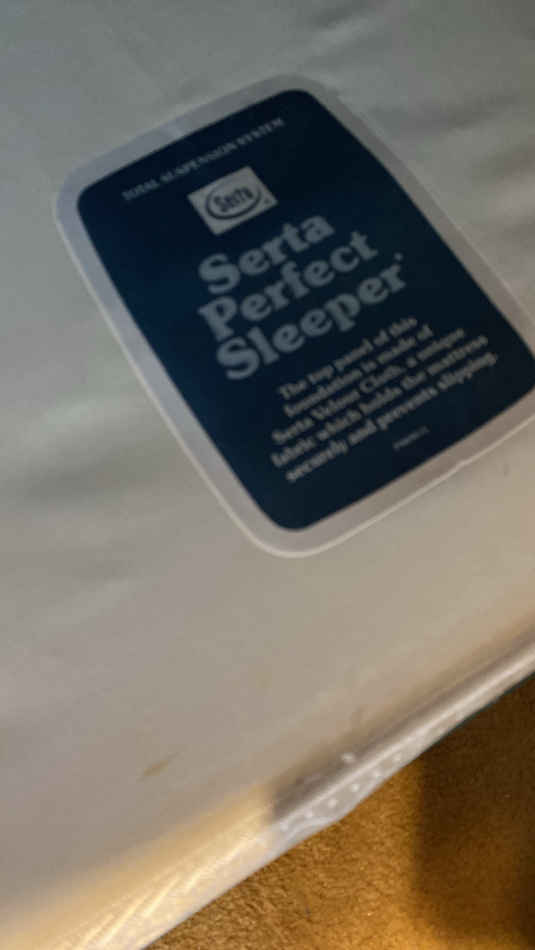 TOTAL SUSPENSION SYSTEM
Serta
Serta
Perfect
Sleeper
The top panel of this
foundation is made of
Serta Velour Cloth, a unique
fabric which holds the mattress
securely and prevents slipping.